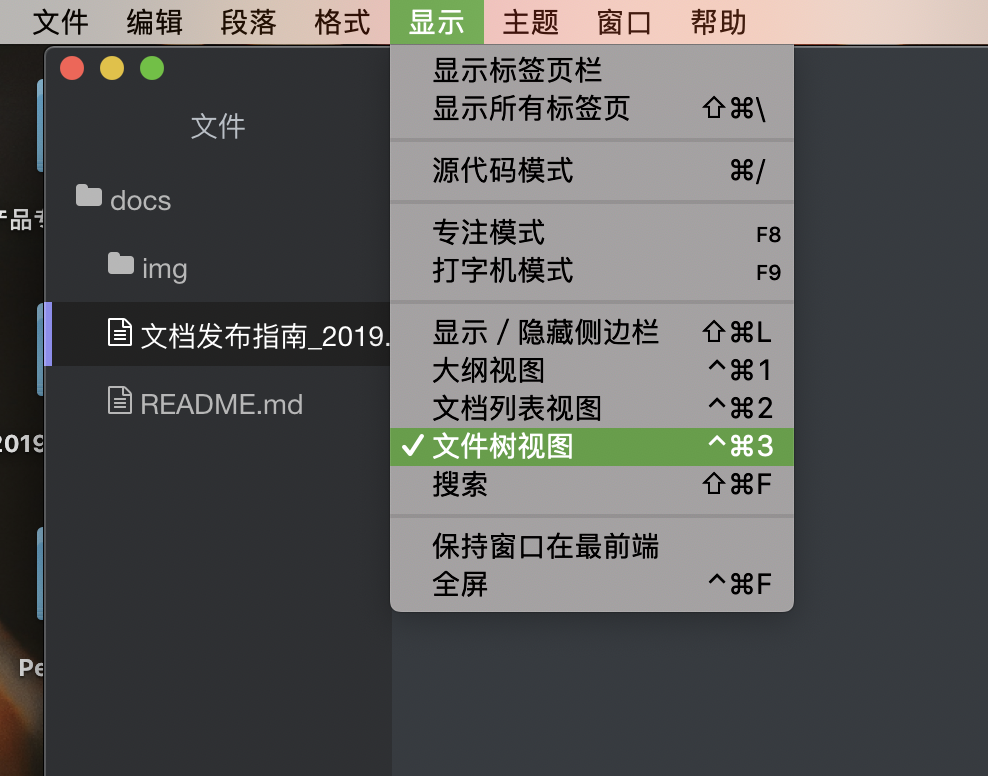 文件 编辑 段落 格式 显示 主题 窗口 帮助
文件
docs
img
文档发布指南_2019.
README.md
显示标签页栏
显示所有标签页 ⇧⌘\
源代码模式 ⌘/
专注模式 F8
打字机模式 F9
显示 / 隐藏侧边栏 ⇧⌘L
大纲视图 ^⌘1
文档列表视图 ^⌘2
✓文件树视图 ^⌘3
搜索 ⇧⌘F
保持窗口在最前端
全屏 ^⌘F
品
2019
Pe